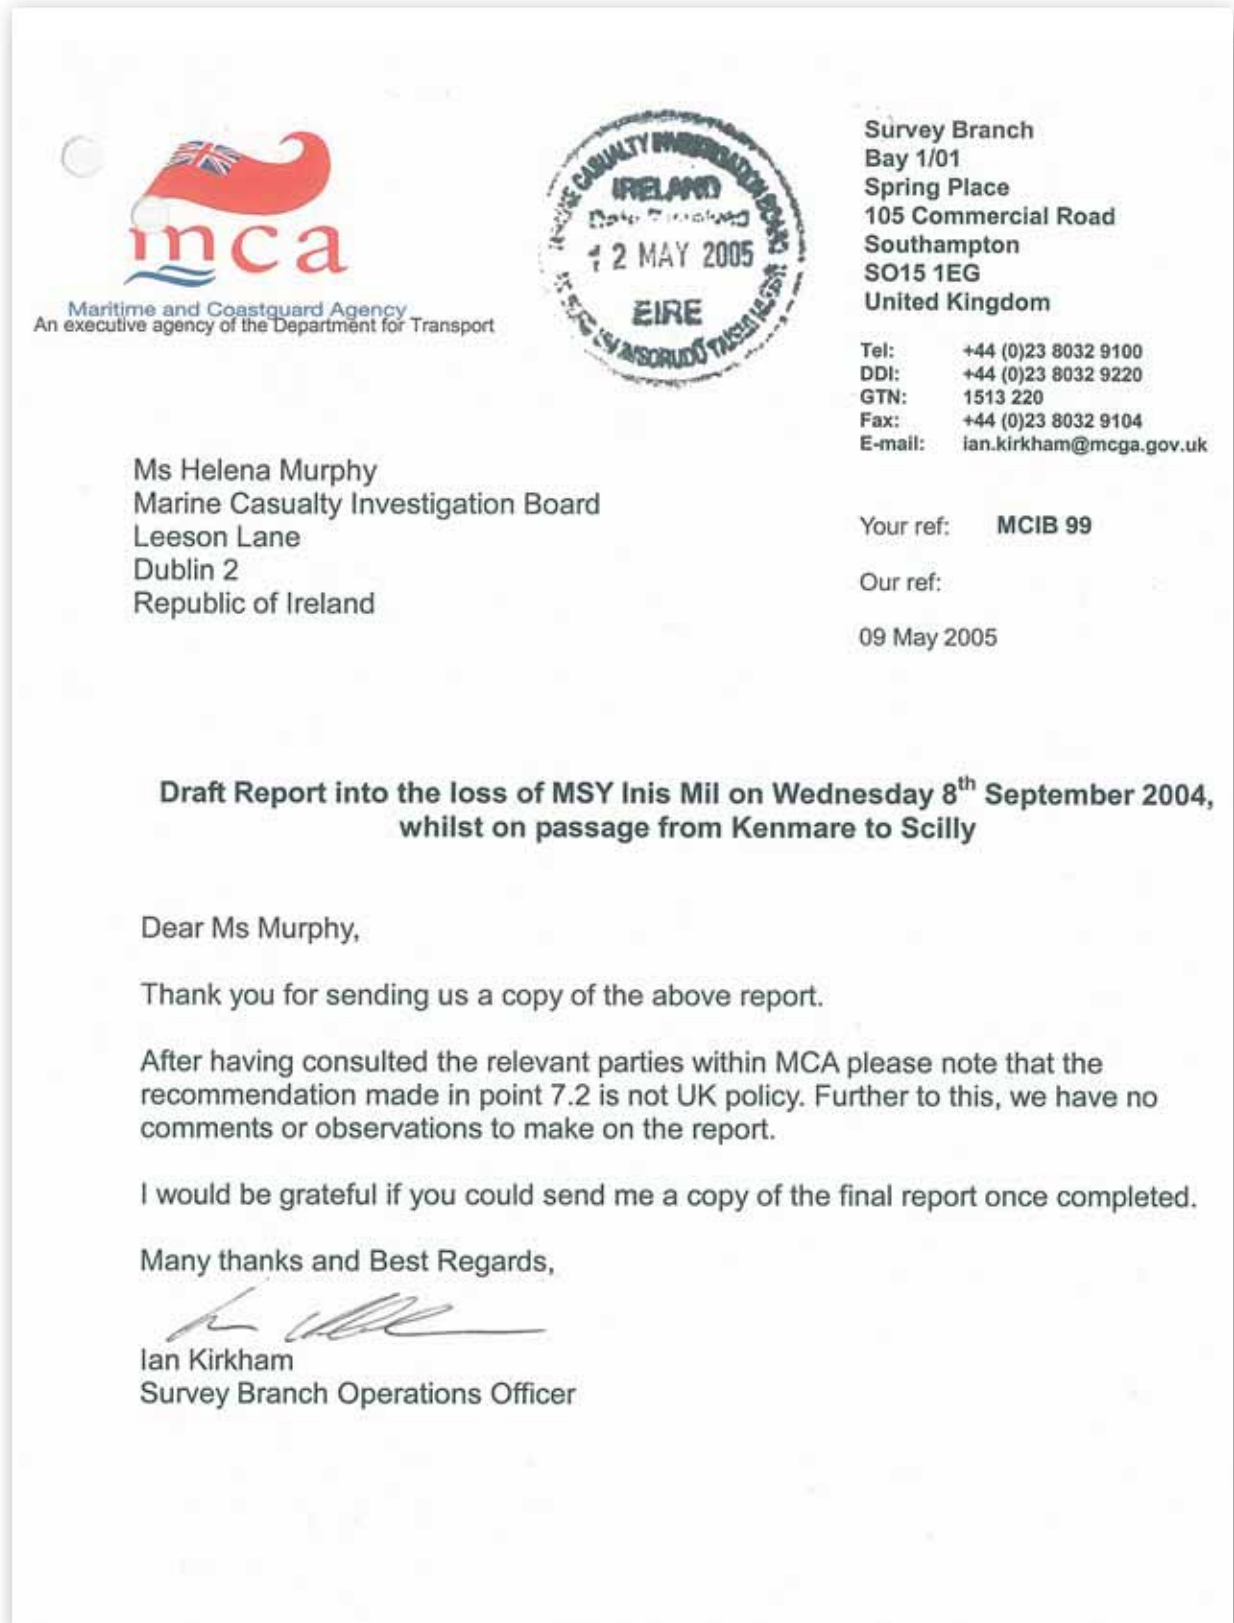 mca
Maritime and Coastguard Agency
An executive agency of the Department for Transport
MARINE CASUALTY INVESTIGATION BOARD
IRELAND
Date Received
12 MAY 2005
EIRE
Survey Branch
Bay 1/01
Spring Place
105 Commercial Road
Southampton
SO15 1EG
United Kingdom
Tel: +44 (0)23 8032 9100
DDI: +44 (0)23 8032 9220
GTN: 1513 220
Fax: +44 (0)23 8032 9104
E-mail: ian.kirkham@mcga.gov.uk
Ms Helena Murphy
Marine Casualty Investigation Board
Leeson Lane
Dublin 2
Republic of Ireland
Your ref: MCIB 99
Our ref:
09 May 2005
Draft Report into the loss of MSY Inis Mil on Wednesday 8th September 2004,
whilst on passage from Kenmare to Scilly
Dear Ms Murphy,
Thank you for sending us a copy of the above report.
After having consulted the relevant parties within MCA please note that the
recommendation made in point 7.2 is not UK policy. Further to this, we have no
comments or observations to make on the report.
I would be grateful if you could send me a copy of the final report once completed.
Many thanks and Best Regards,
Ian Kirkham
Survey Branch Operations Officer